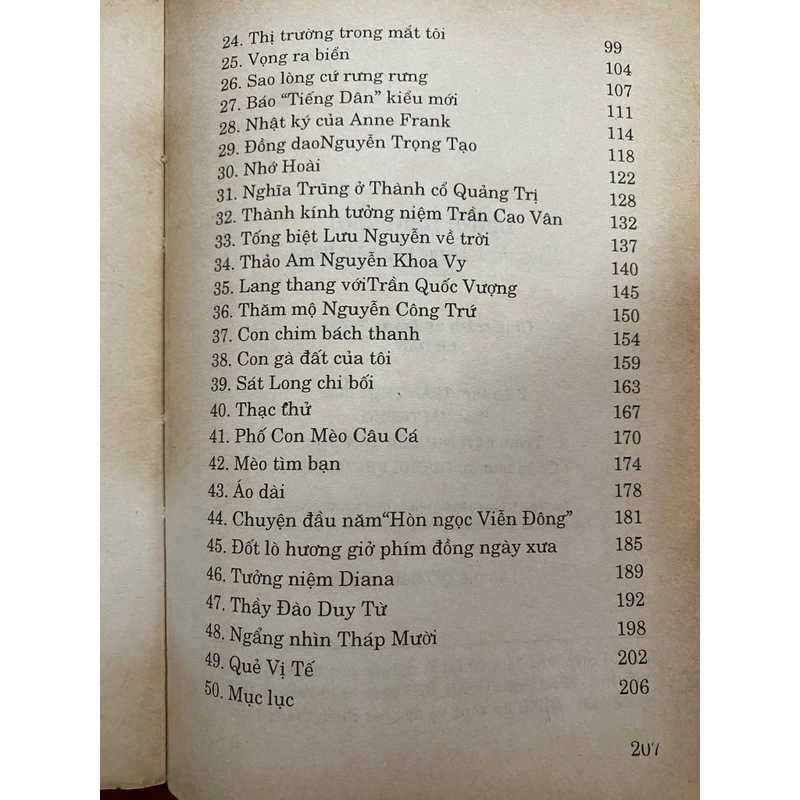 24. Thị trường trong mắt tôi 99
25. Vọng ra biển 104
26. Sao lòng cứ rưng rưng 107
27. Báo “Tiếng Dân” kiểu mới 111
28. Nhật ký của Anne Frank 114
29. Đồng daoNguyễn Trọng Tạo 118
30. Nhớ Hoài 122
31. Nghĩa Trũng ở Thành cổ Quảng Trị 128
32. Thành kính tưởng niệm Trần Cao Vân 132
33. Tống biệt Lưu Nguyễn về trời 137
34. Thảo Am Nguyễn Khoa Vy 140
35. Lang thang vớiTrần Quốc Vượng 145
36. Thăm mộ Nguyễn Công Trứ 150
37. Con chim bách thanh 154
38. Con gà đất của tôi 159
39. Sát Long chi bối 163
40. Thạc thử 167
41. Phố Con Mèo Câu Cá 170
42. Mèo tìm bạn 174
43. Áo dài 178
44. Chuyện đầu năm“Hòn ngọc Viễn Đông” 181
45. Đốt lò hương giở phím đồng ngày xưa 185
46. Tưởng niệm Diana 189
47. Thầy Đào Duy Từ 192
48. Ngẩng nhìn Tháp Mười 198
49. Quẻ Vị Tế 202
50. Mục lục 206
207